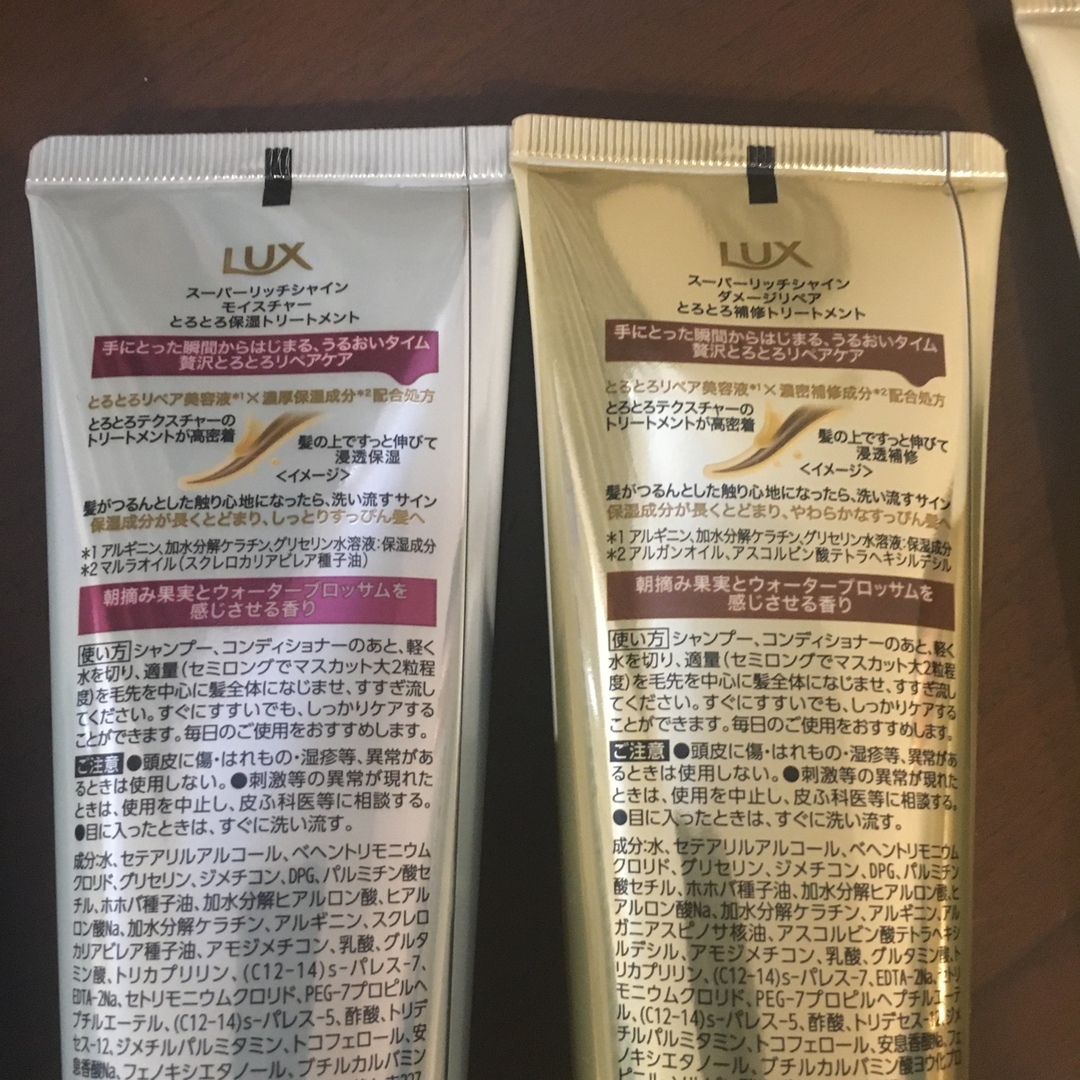 LUX
スーパーリッチシャイン
モイスチャー
とろとろ保湿トリートメント
手にとった瞬間からはじまる、うるおいタイム
贅沢とろとろリペアケア
とろとろリペア美容液*1×濃厚保湿成分*2配合処方
とろとろテクスチャーの
トリートメントが高密着
髪の上ですっと伸びて
浸透保湿
<イメージ>
髪がつるんとした触り心地になったら、洗い流すサイン
保湿成分が長くとどまり、しっとりすっぴん髪へ
*1 アルギニン、加水分解ケラチン、グリセリン水溶液:保湿成分
*2 マルラオイル(スクレロカリアビレア種子油)
朝摘み果実とウォーターブロッサムを
感じさせる香り
使い方 シャンプー、コンディショナーのあと、軽く
水を切り、適量(セミロングでマスカット大2粒程
度)を毛先を中心に髪全体になじませ、すすぎ流し
てください。すぐにすすいでも、しっかりケアする
ことができます。毎日のご使用をおすすめします。
ご注意 ●頭皮に傷・はれもの・湿疹等、異常があ
るときは使用しない。●刺激等の異常が現れた
ときは、使用を中止し、皮ふ科医等に相談する。
●目に入ったときは、すぐに洗い流す。
成分:水、セテアリルアルコール、ベヘントリモニウム
クロリド、グリセリン、ジメチコン、DPG、パルミチン酸セ
チル、ホホバ種子油、加水分解ヒアルロン酸、ヒアル
ロン酸Na、加水分解ケラチン、アルギニン、スクレロ
カリアビレア種子油、アモジメチコン、乳酸、グルタ
ミン酸、トリカプリリン、(C12-14)s-パレス-7、
EDTA-2Na、セトリモニウムクロリド、PEG-7プロピルヘ
プチルエーテル、(C12-14)s-パレス-5、酢酸、トリデ
セス-12、ジメチルパルミタミン、トコフェロール、安
息香酸Na、フェノキシエタノール、ブチルカルバミン
LUX
スーパーリッチシャイン
ダメージリペア
とろとろ補修トリートメント
手にとった瞬間からはじまる、うるおいタイム
贅沢とろとろリペアケア
とろとろリペア美容液*1×濃密補修成分*2配合処方
とろとろテクスチャーの
トリートメントが高密着
髪の上ですっと伸びて
浸透補修
<イメージ>
髪がつるんとした触り心地になったら、洗い流すサイン
保湿成分が長くとどまり、やわらかなすっぴん髪へ
*1 アルギニン、加水分解ケラチン、グリセリン水溶液:保湿成分
*2 アルガンオイル、アスコルビン酸テトラヘキシルデシル
朝摘み果実とウォーターブロッサムを
感じさせる香り
使い方 シャンプー、コンディショナーのあと、軽く
水を切り、適量(セミロングでマスカット大2粒程
度)を毛先を中心に髪全体になじませ、すすぎ流し
てください。すぐにすすいでも、しっかりケアする
ことができます。毎日のご使用をおすすめします。
ご注意 ●頭皮に傷・はれもの・湿疹等、異常があ
るときは使用しない。●刺激等の異常が現れた
ときは、使用を中止し、皮ふ科医等に相談する。
●目に入ったときは、すぐに洗い流す。
成分:水、セテアリルアルコール、ベヘントリモニウム
クロリド、グリセリン、ジメチコン、DPG、パルミチン
酸セチル、ホホバ種子油、加水分解ヒアルロン酸、ヒ
アルロン酸Na、加水分解ケラチン、アルギニン、アル
ガニアスピノサ核油、アスコルビン酸テトラヘキシ
ルデシル、アモジメチコン、乳酸、グルタミン酸、ト
リカプリリン、(C12-14)s-パレス-7、EDTA-2Na、セトリ
モニウムクロリド、PEG-7プロピルヘプチルエーテ
ル、(C12-14)s-パレス-5、酢酸、トリデセス-12、ジメ
チルパルミタミン、トコフェロール、安息香酸Na、フェ
ノキシエタノール、ブチルカルバミン酸ヨウ化プロ